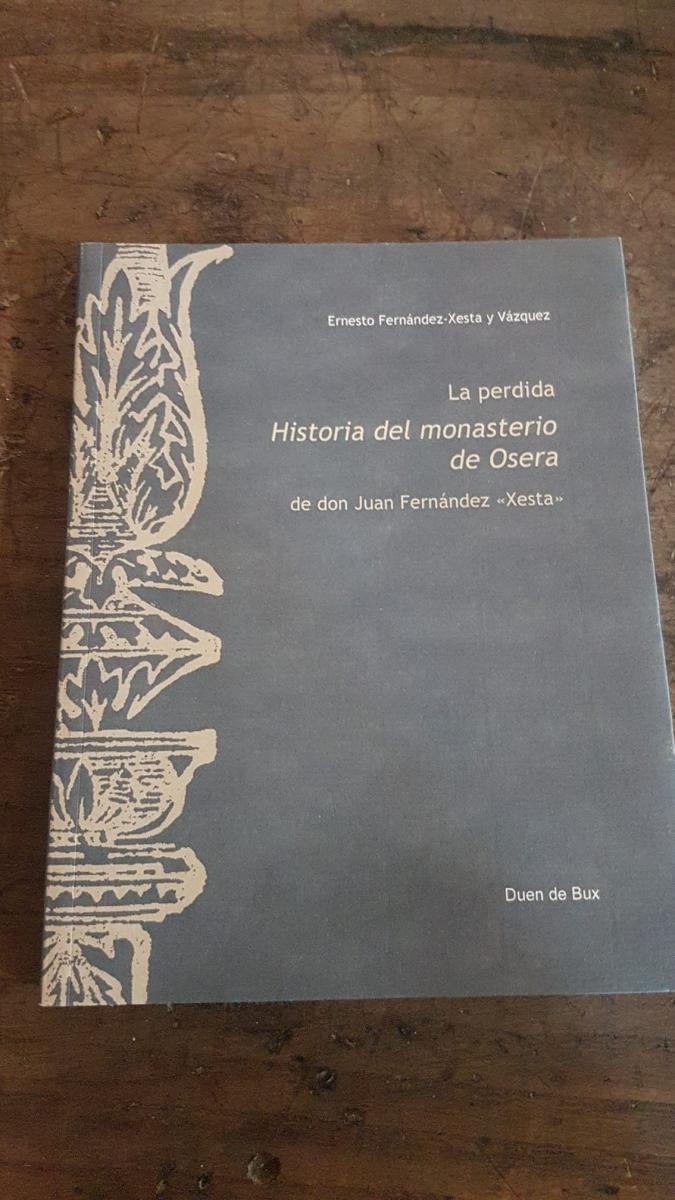 Ernesto Fernández-Xesta y Vázquez
La perdida
Historia del monasterio
de Osera
de don Juan Fernández «Xesta»
Duen de Bux